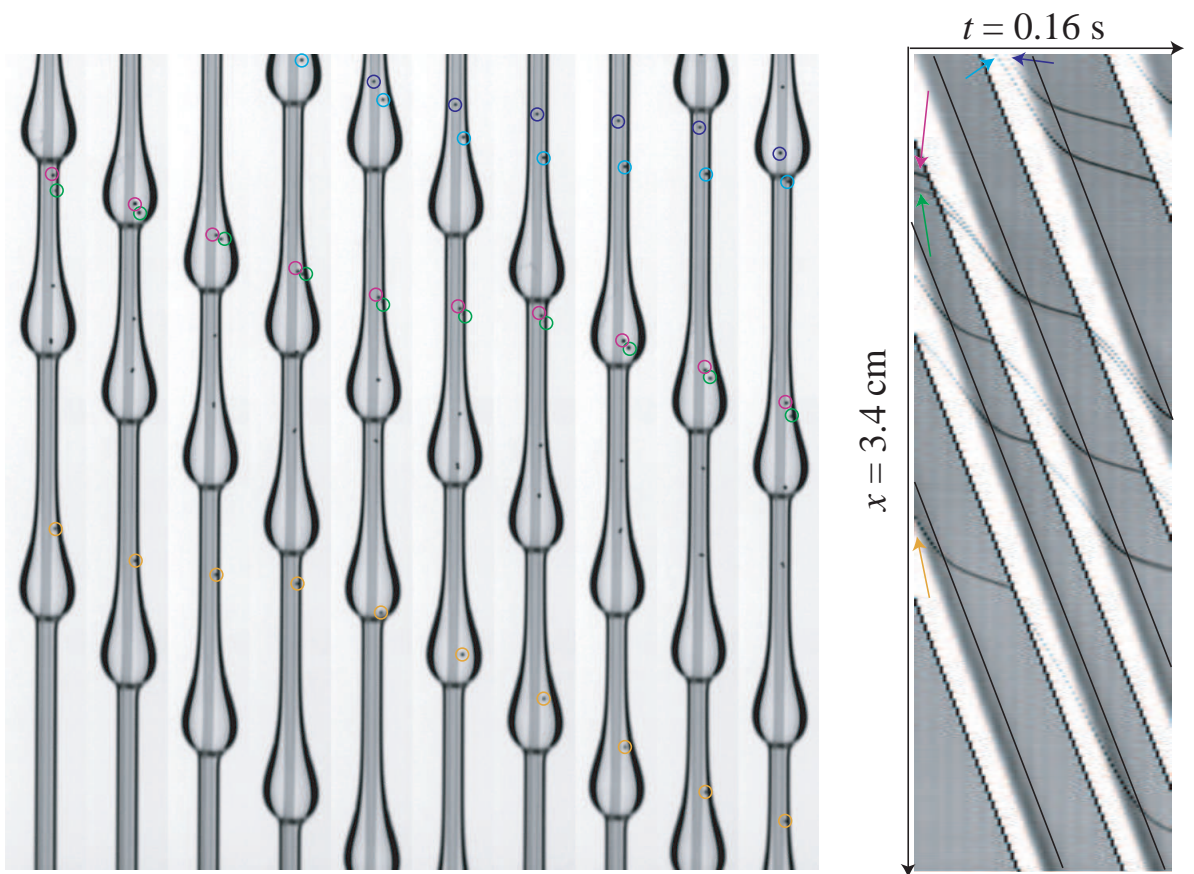 t = 0.16 s
x = 3.4 cm